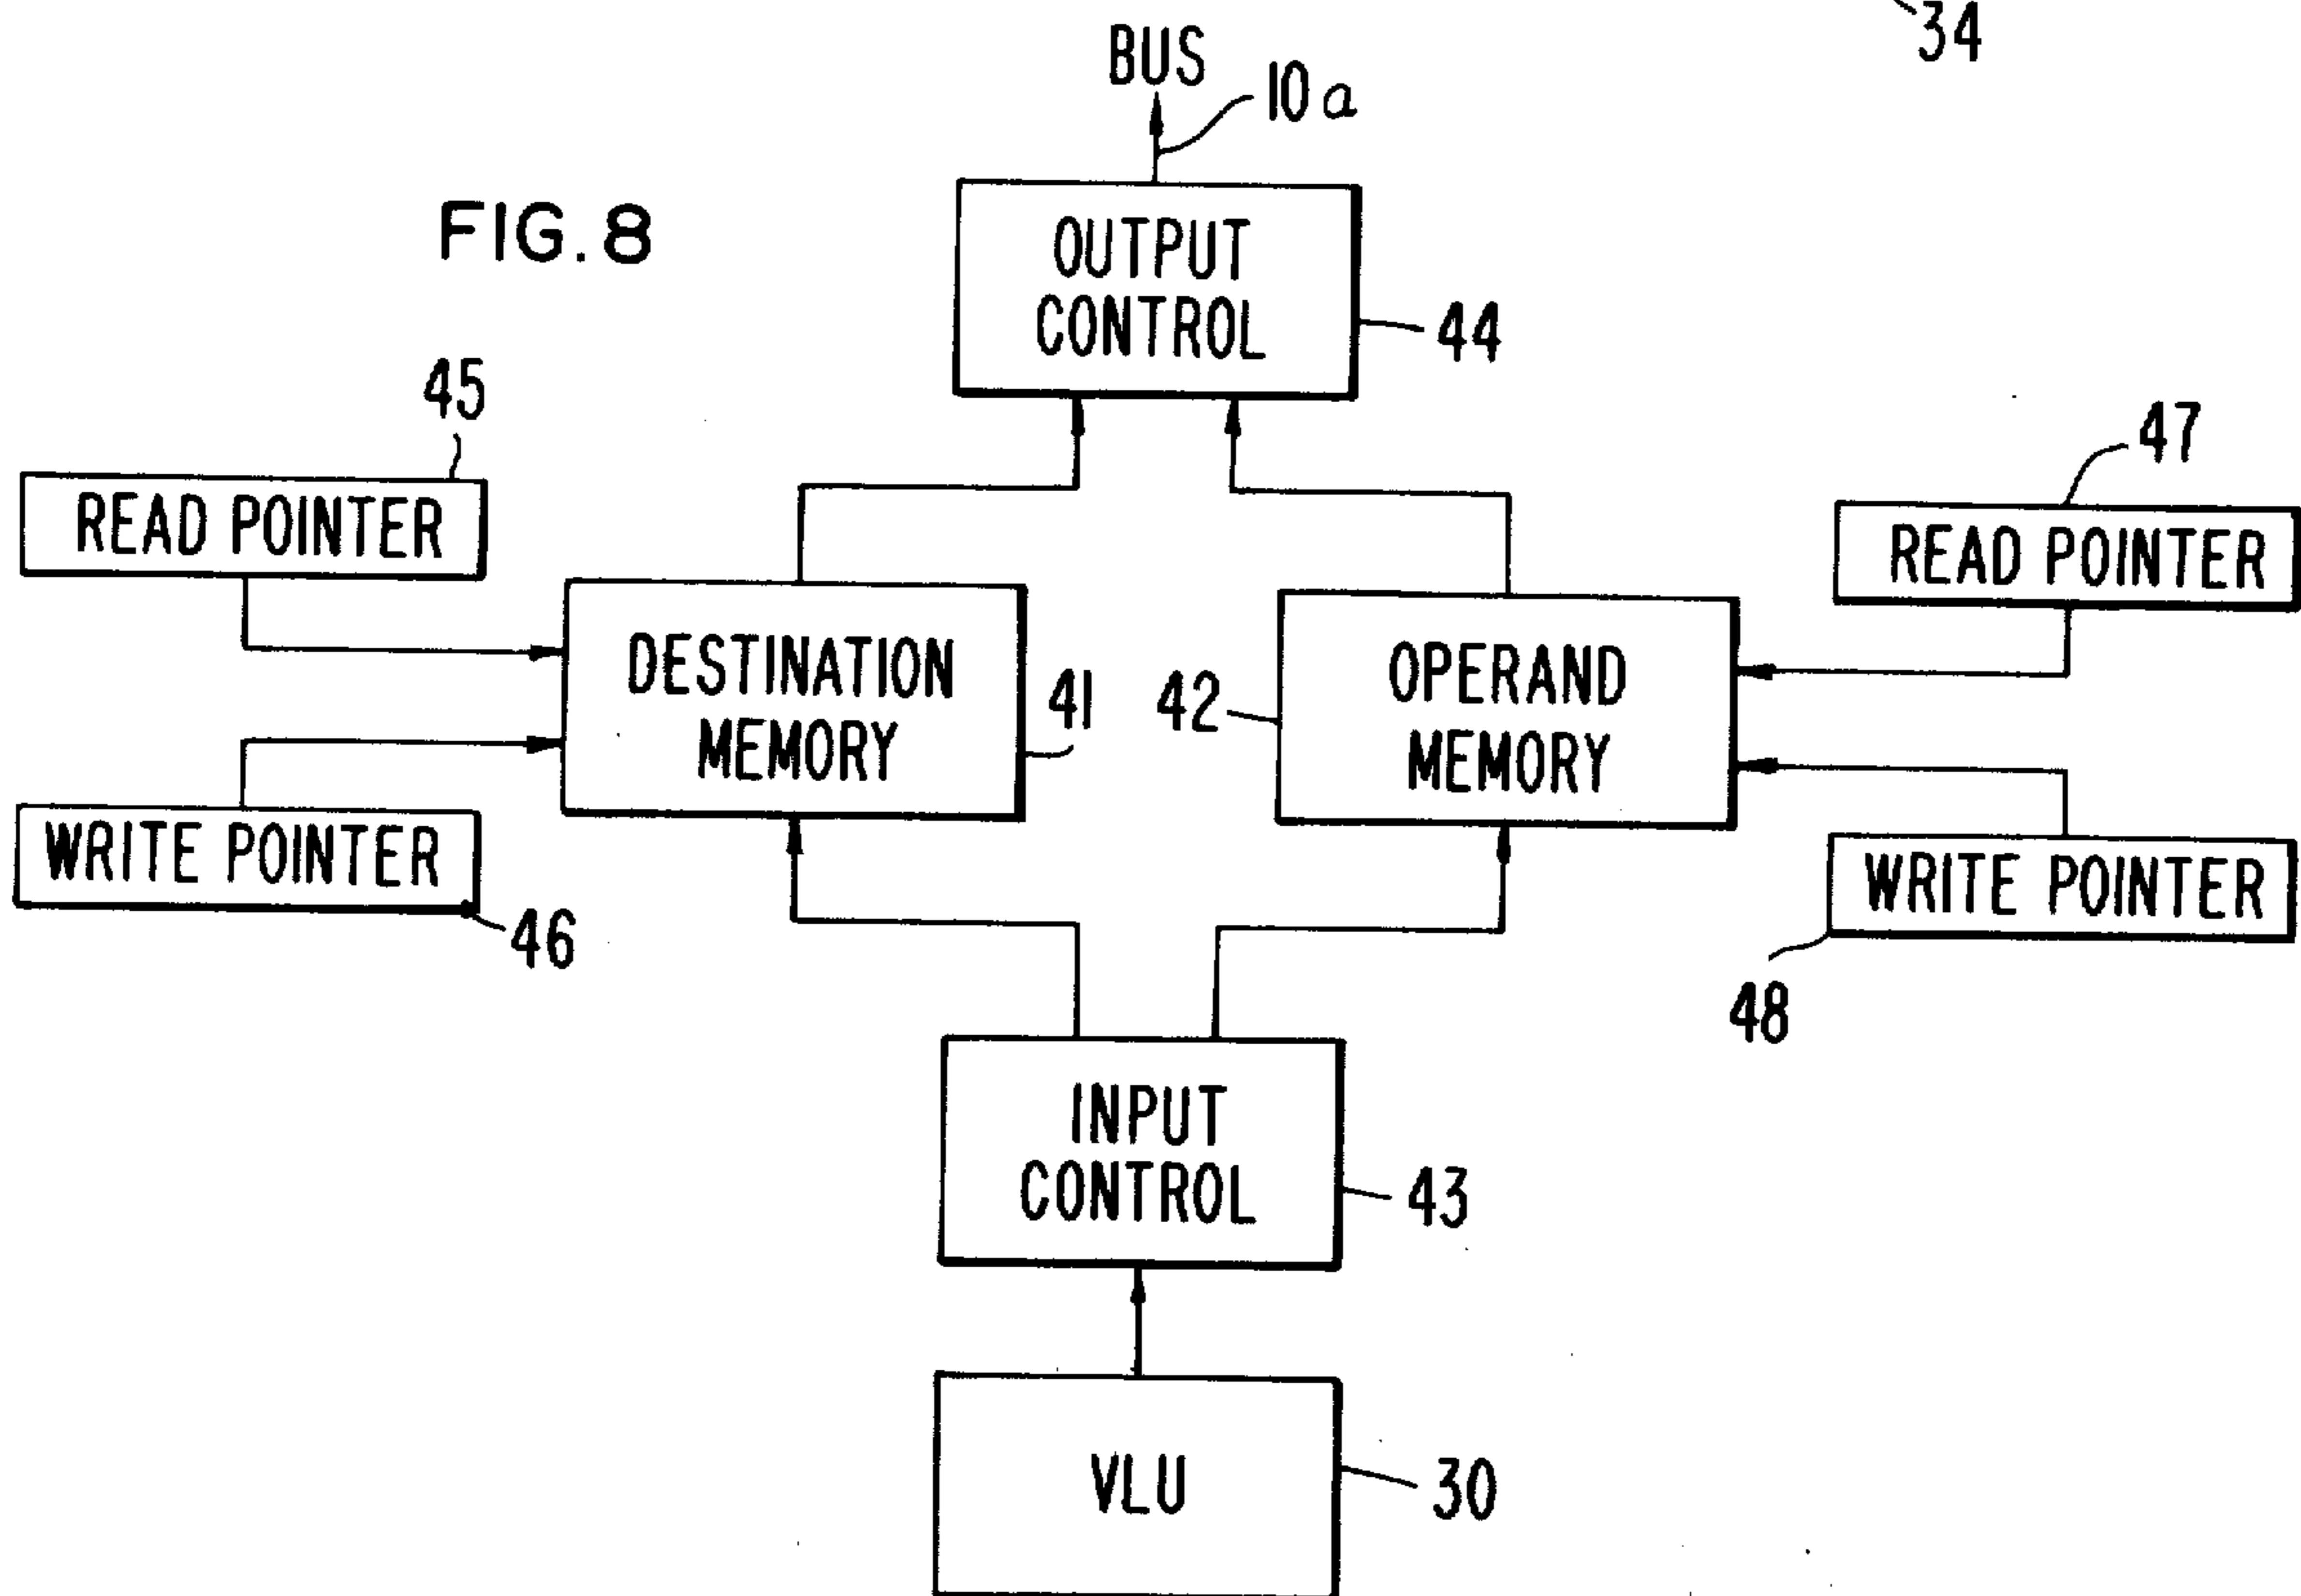 34
BUS
10a
FIG. 8
OUTPUT
CONTROL
44
45
47
READ POINTER
READ POINTER
DESTINATION
MEMORY
41
42
OPERAND
MEMORY
WRITE POINTER
46
WRITE POINTER
48
INPUT
CONTROL
43
VLU
30